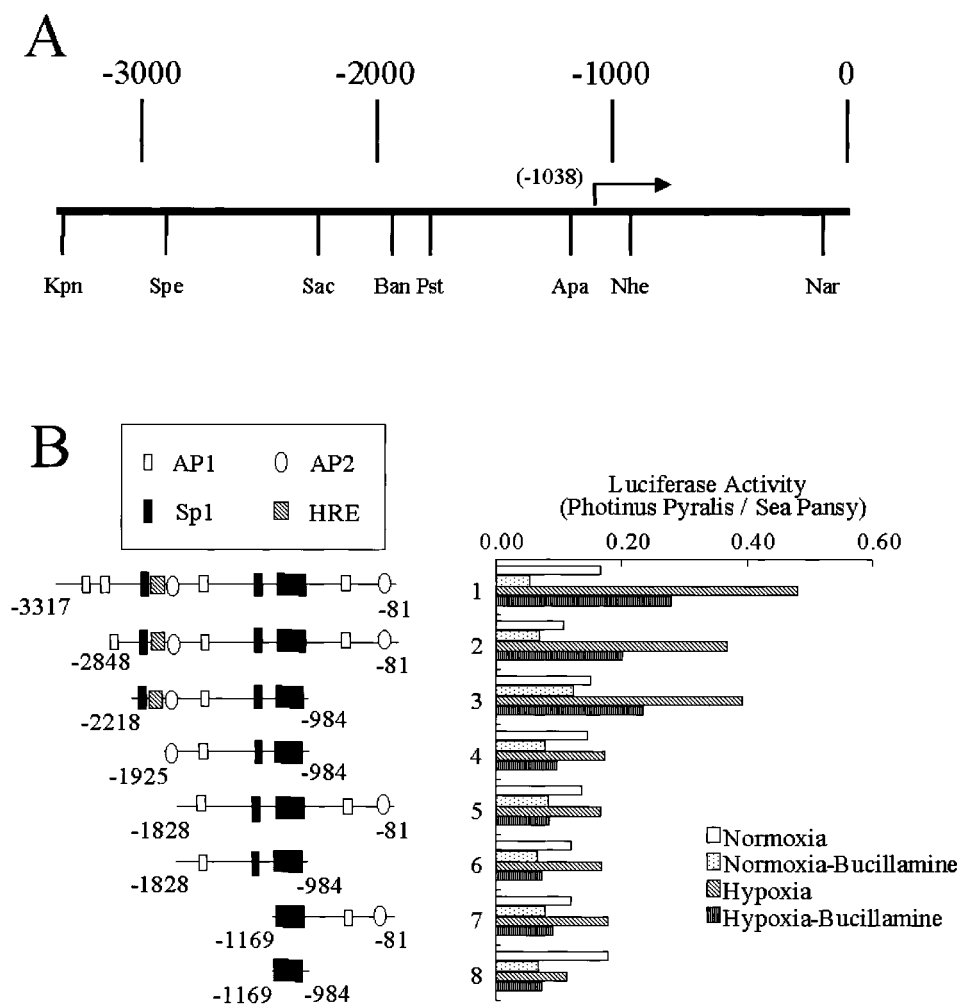 A
-3000 -2000 -1000 0
(-1038)
Kpn Spe Sac Ban Pst Apa Nhe Nar
B
AP1 AP2
Sp1 HRE
Luciferase Activity
(Photinus Pyralis / Sea Pansy)
0.00 0.20 0.40 0.60
-3317 -81 1
-2848 -81 2
-2218 -984 3
-1925 -984 4
-1828 -81 5
-1828 -984 6
-1169 -81 7
-1169 -984 8
Normoxia
Normoxia-Bucillamine
Hypoxia
Hypoxia-Bucillamine